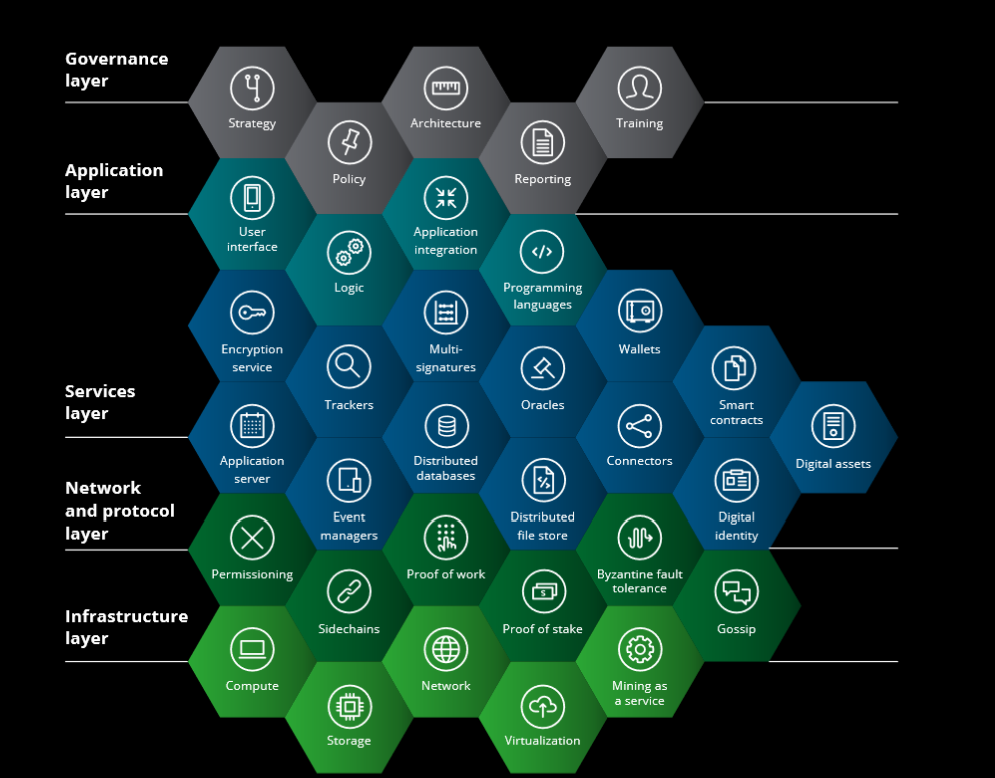 Governance
layer
Strategy
Architecture
Training
Policy
Reporting
Application
layer
User
interface
Application
integration
Logic
Programming
languages
Encryption
service
Multi-
signatures
Wallets
Trackers
Oracles
Smart
contracts
Services
layer
Application
server
Distributed
databases
Connectors
Digital assets
Event
managers
Distributed
file store
Digital
identity
Network
and protocol
layer
Permissioning
Proof of work
Byzantine fault
tolerance
Sidechains
Proof of stake
Gossip
Infrastructure
layer
Compute
Network
Mining as
a service
Storage
Virtualization